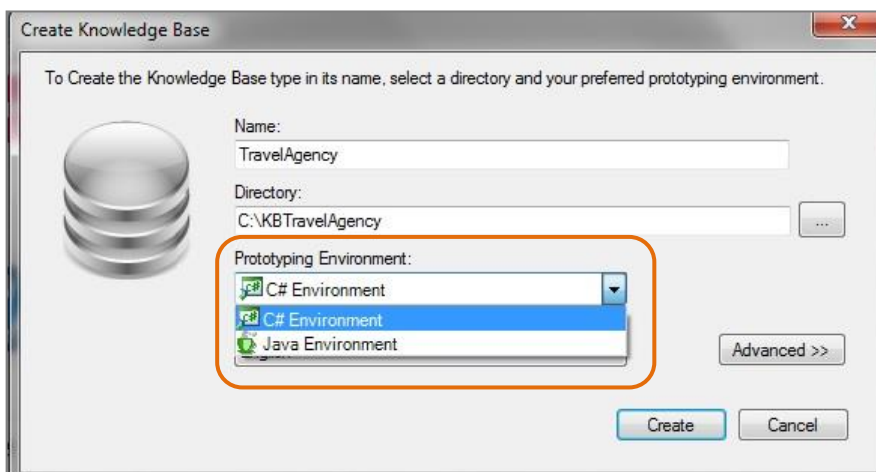 Create Knowledge Base
To Create the Knowledge Base type in its name, select a directory and your preferred prototyping environment.
Name:
TravelAgency
Directory:
C:\KBTravelAgency
...
Prototyping Environment:
C# Environment
C# Environment
Java Environment
Advanced >>
Create
Cancel